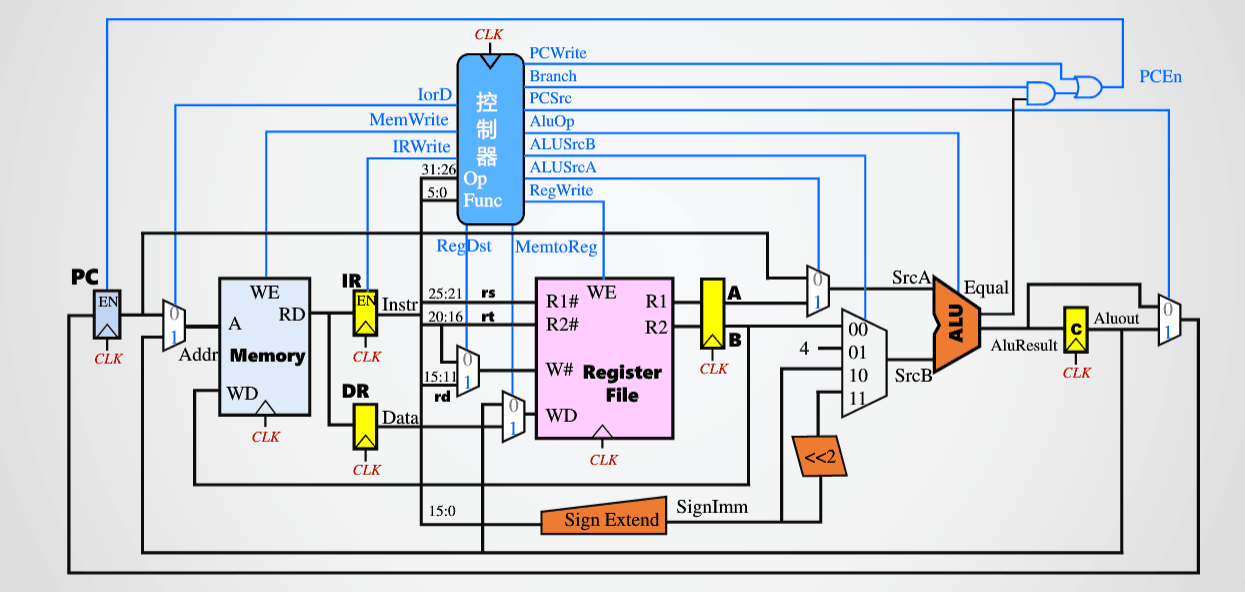 CLK
PCWrite
Branch
PCEn
IorD
PCSrc
MemWrite
AluOp
IRWrite
ALUSrcB
控制器
31:26
Op
ALUSrcA
5:0
Func
RegWrite
RegDst
MemtoReg
PC
EN
CLK
0
1
Addr
WE
A
RD
Memory
WD
CLK
IR
EN
Instr
CLK
DR
Data
CLK
25:21 rs
20:16 rt
0
1
15:11
rd
0
1
WE
R1#
R1
R2#
R2
W#
Register
File
WD
CLK
A
B
CLK
0
1
SrcA
00
4
01
10
11
SrcB
<<2
ALU
Equal
AluResult
C
CLK
Aluout
0
1
15:0
Sign Extend
SignImm